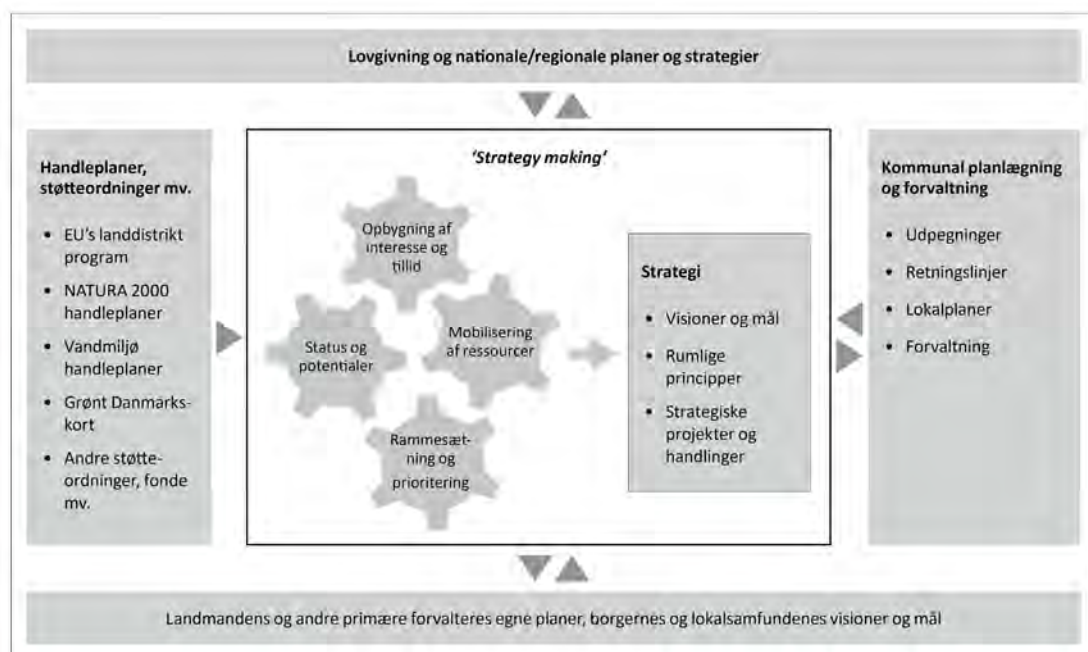 Lovgivning og nationale/regionale planer og strategier
Handleplaner,
støtteordninger mv.
• EU's landdistrikt
program
• NATURA 2000
handleplaner
• Vandmiljø
handleplaner
• Grønt Danmarks-
kort
• Andre støtte-
ordninger, fonde
mv.
'Strategy making'
Opbygning af
interesse og
tillid
Status og
potentialer
Mobilisering
af ressourcer
Rammesæt-
ning og
prioritering
Strategi
• Visioner og mål
• Rumlige
principper
• Strategiske
projekter og
handlinger
Kommunal planlægning
og forvaltning
• Udpegninger
• Retningslinjer
• Lokalplaner
• Forvaltning
Landmandens og andre primære forvalteres egne planer, borgernes og lokalsamfundenes visioner og mål